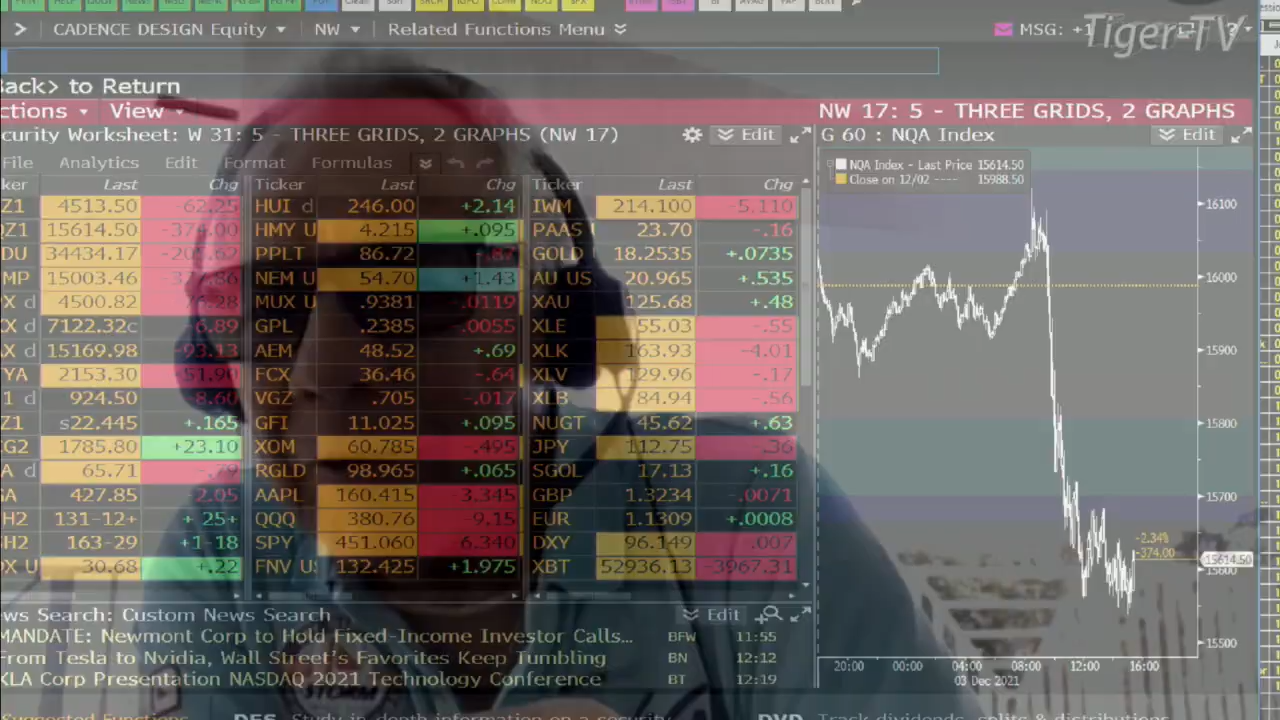 CADENCE DESIGN Equity NW Related Functions Menu MSG: +1
Tiger-TV
Back> to Return
ctions View NW 17: 5 - THREE GRIDS, 2 GRAPHS
curity Worksheet: W 31: 5 - THREE GRIDS, 2 GRAPHS (NW 17) Edit G 60 : NQA Index Edit
File Analytics Edit Format Formulas
NQA Index - Last Price 15614.50
Close on 12/02 ---- 15988.50
ker Last Chg Ticker Last Chg Ticker Last Chg
Z1 4513.50 -62.25 HUI d 246.00 +2.14 IWM 214.100 -5.110
QZ1 15614.50 -374.00 HMY U 4.215 +.095 PAAS U 23.70 -.16
DU 34434.17 -205.62 PPLT 86.72 -.87 GOLD 18.2535 +.0735
MP 15003.46 NEM U 54.70 +1.43 AU US 20.965 +.535
X d 4500.82 -76.28 MUX U .9381 -.0119 XAU 125.68 +.48
X d 7122.32c -6.89 GPL .2385 -.0055 XLE 55.03 -.55
X d 15169.98 -93.13 AEM 48.52 +.69 XLK 163.93 -4.01
YA 2153.30 -51.90 FCX 36.46 -.64 XLV 129.96 -.17
1 d 924.50 -8.60 VGZ .705 -.017 XLB 84.94 -.56
Z1 s22.445 +.165 GFI 11.025 +.095 NUGT 45.62 +.63
G2 1785.80 +23.10 XOM 60.785 -.495 JPY 112.75 -.36
A d 65.71 -.79 RGLD 98.965 +.065 SGOL 17.13 +.16
GA 427.85 -2.05 AAPL 160.415 -3.345 GBP 1.3234 -.0071
H2 131-12+ + 25+ QQQ 380.76 -9.15 EUR 1.1309 +.0008
SH2 163-29 +1-18 SPY 451.060 -6.340 DXY 96.149 -.007
DX U 30.68 +.22 FNV US 132.425 +1.975 XBT 52936.13 -3967.31
16100
16000
15900
15800
15700
-2.34%
-374.00
15614.50
15600
15500
20:00 00:00 04:00 08:00 12:00 16:00
03 Dec 2021
ews Search: Custom News Search Edit
MANDATE: Newmont Corp to Hold Fixed-Income Investor Calls... BFW 11:55
From Tesla to Nvidia, Wall Street's Favorites Keep Tumbling BN 12:12
KLA Corp Presentation NASDAQ 2021 Technology Conference BT 12:19
STORM
Suggested Functions DES Study in-depth information on a security DVD Track dividends, splits & distributions